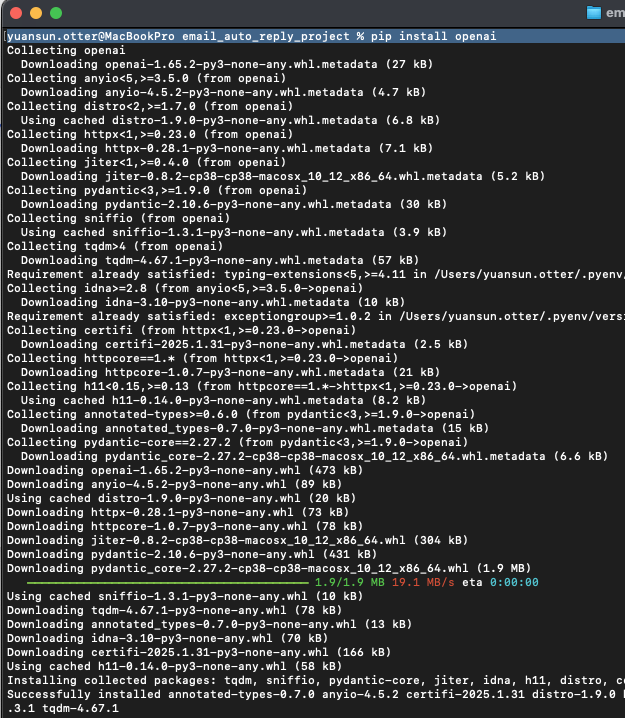 em
[yuansun.otter@MacBookPro email_auto_reply_project % pip install openai
Collecting openai
Downloading openai-1.65.2-py3-none-any.whl.metadata (27 kB)
Collecting anyio<5,>=3.5.0 (from openai)
Downloading anyio-4.5.2-py3-none-any.whl.metadata (4.7 kB)
Collecting distro<2,>=1.7.0 (from openai)
Using cached distro-1.9.0-py3-none-any.whl.metadata (6.8 kB)
Collecting httpx<1,>=0.23.0 (from openai)
Downloading httpx-0.28.1-py3-none-any.whl.metadata (7.1 kB)
Collecting jiter<1,>=0.4.0 (from openai)
Downloading jiter-0.8.2-cp38-cp38-macosx_10_12_x86_64.whl.metadata (5.2 kB)
Collecting pydantic<3,>=1.9.0 (from openai)
Downloading pydantic-2.10.6-py3-none-any.whl.metadata (30 kB)
Collecting sniffio (from openai)
Using cached sniffio-1.3.1-py3-none-any.whl.metadata (3.9 kB)
Collecting tqdm>4 (from openai)
Downloading tqdm-4.67.1-py3-none-any.whl.metadata (57 kB)
Requirement already satisfied: typing-extensions<5,>=4.11 in /Users/yuansun.otter/.pyenv/
Collecting idna>=2.8 (from anyio<5,>=3.5.0->openai)
Downloading idna-3.10-py3-none-any.whl.metadata (10 kB)
Requirement already satisfied: exceptiongroup>=1.0.2 in /Users/yuansun.otter/.pyenv/versi
Collecting certifi (from httpx<1,>=0.23.0->openai)
Downloading certifi-2025.1.31-py3-none-any.whl.metadata (2.5 kB)
Collecting httpcore==1.* (from httpx<1,>=0.23.0->openai)
Downloading httpcore-1.0.7-py3-none-any.whl.metadata (21 kB)
Collecting h11<0.15,>=0.13 (from httpcore==1.*->httpx<1,>=0.23.0->openai)
Using cached h11-0.14.0-py3-none-any.whl.metadata (8.2 kB)
Collecting annotated-types>=0.6.0 (from pydantic<3,>=1.9.0->openai)
Downloading annotated_types-0.7.0-py3-none-any.whl.metadata (15 kB)
Collecting pydantic-core==2.27.2 (from pydantic<3,>=1.9.0->openai)
Downloading pydantic_core-2.27.2-cp38-cp38-macosx_10_12_x86_64.whl.metadata (6.6 kB)
Downloading openai-1.65.2-py3-none-any.whl (473 kB)
Downloading anyio-4.5.2-py3-none-any.whl (89 kB)
Using cached distro-1.9.0-py3-none-any.whl (20 kB)
Downloading httpx-0.28.1-py3-none-any.whl (73 kB)
Downloading httpcore-1.0.7-py3-none-any.whl (78 kB)
Downloading jiter-0.8.2-cp38-cp38-macosx_10_12_x86_64.whl (304 kB)
Downloading pydantic-2.10.6-py3-none-any.whl (431 kB)
Downloading pydantic_core-2.27.2-cp38-cp38-macosx_10_12_x86_64.whl (1.9 MB)
1.9/1.9 MB 19.1 MB/s eta 0:00:00
Using cached sniffio-1.3.1-py3-none-any.whl (10 kB)
Downloading tqdm-4.67.1-py3-none-any.whl (78 kB)
Downloading annotated_types-0.7.0-py3-none-any.whl (13 kB)
Downloading idna-3.10-py3-none-any.whl (70 kB)
Downloading certifi-2025.1.31-py3-none-any.whl (166 kB)
Using cached h11-0.14.0-py3-none-any.whl (58 kB)
Installing collected packages: tqdm, sniffio, pydantic-core, jiter, idna, h11, distro, c
Successfully installed annotated-types-0.7.0 anyio-4.5.2 certifi-2025.1.31 distro-1.9.0
.3.1 tqdm-4.67.1